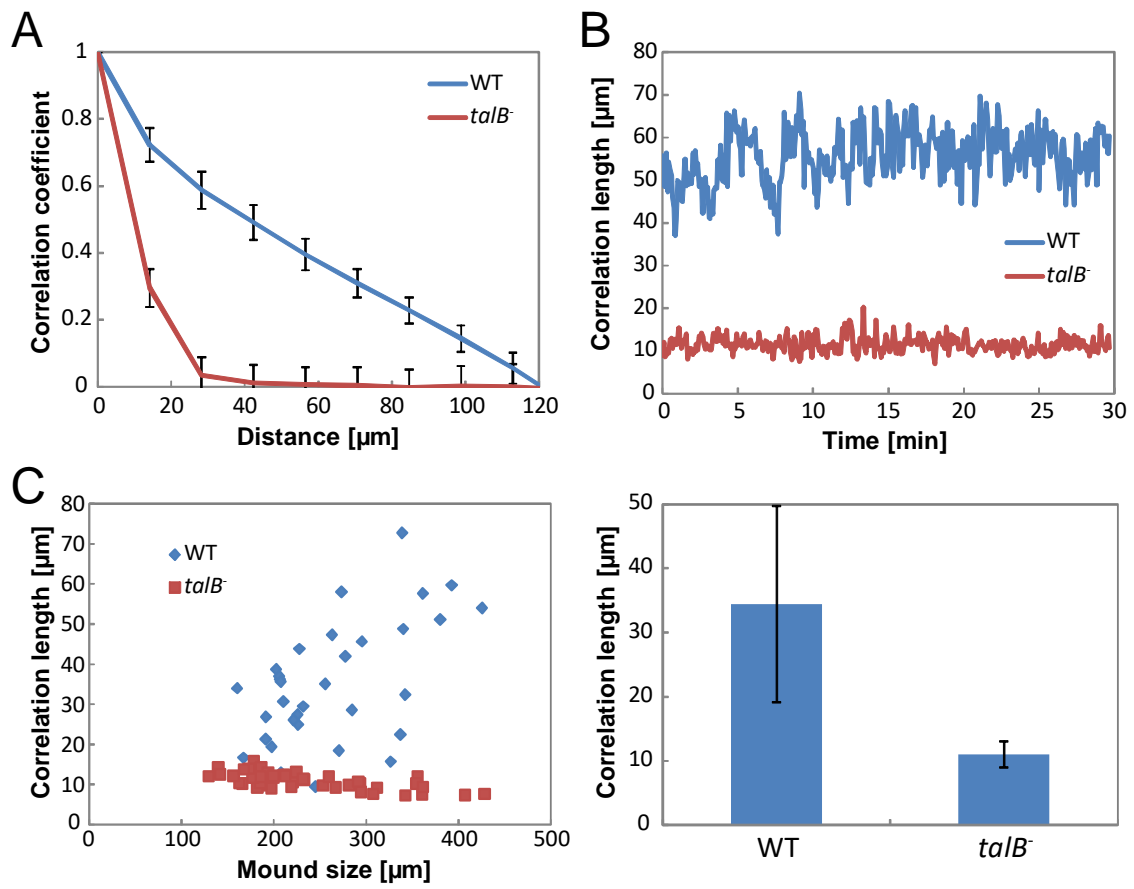 A
Correlation coefficient
1
0.8
0.6
0.4
0.2
0
0 20 40 60 80 100 120
Distance [µm]
WT
talB-
B
Correlation length [µm]
80
70
60
50
40
30
20
10
0
0 5 10 15 20 25 30
Time [min]
WT
talB-
C
Correlation length [µm]
80
70
60
50
40
30
20
10
0
0 100 200 300 400 500
Mound size [µm]
WT
talB-
Correlation length [µm]
50
40
30
20
10
0
WT talB-